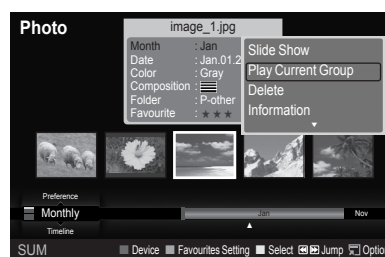 Photo
image_1.jpg
Month : Jan
Date : Jan.01.2
Color : Gray
Composition :
Folder : P-other
Favourite : ★ ★ ★
Slide Show
Play Current Group
Delete
Information
Preference
Monthly
Timeline
Jan
Nov
SUM
Device Favourites Setting Select Jump Optio